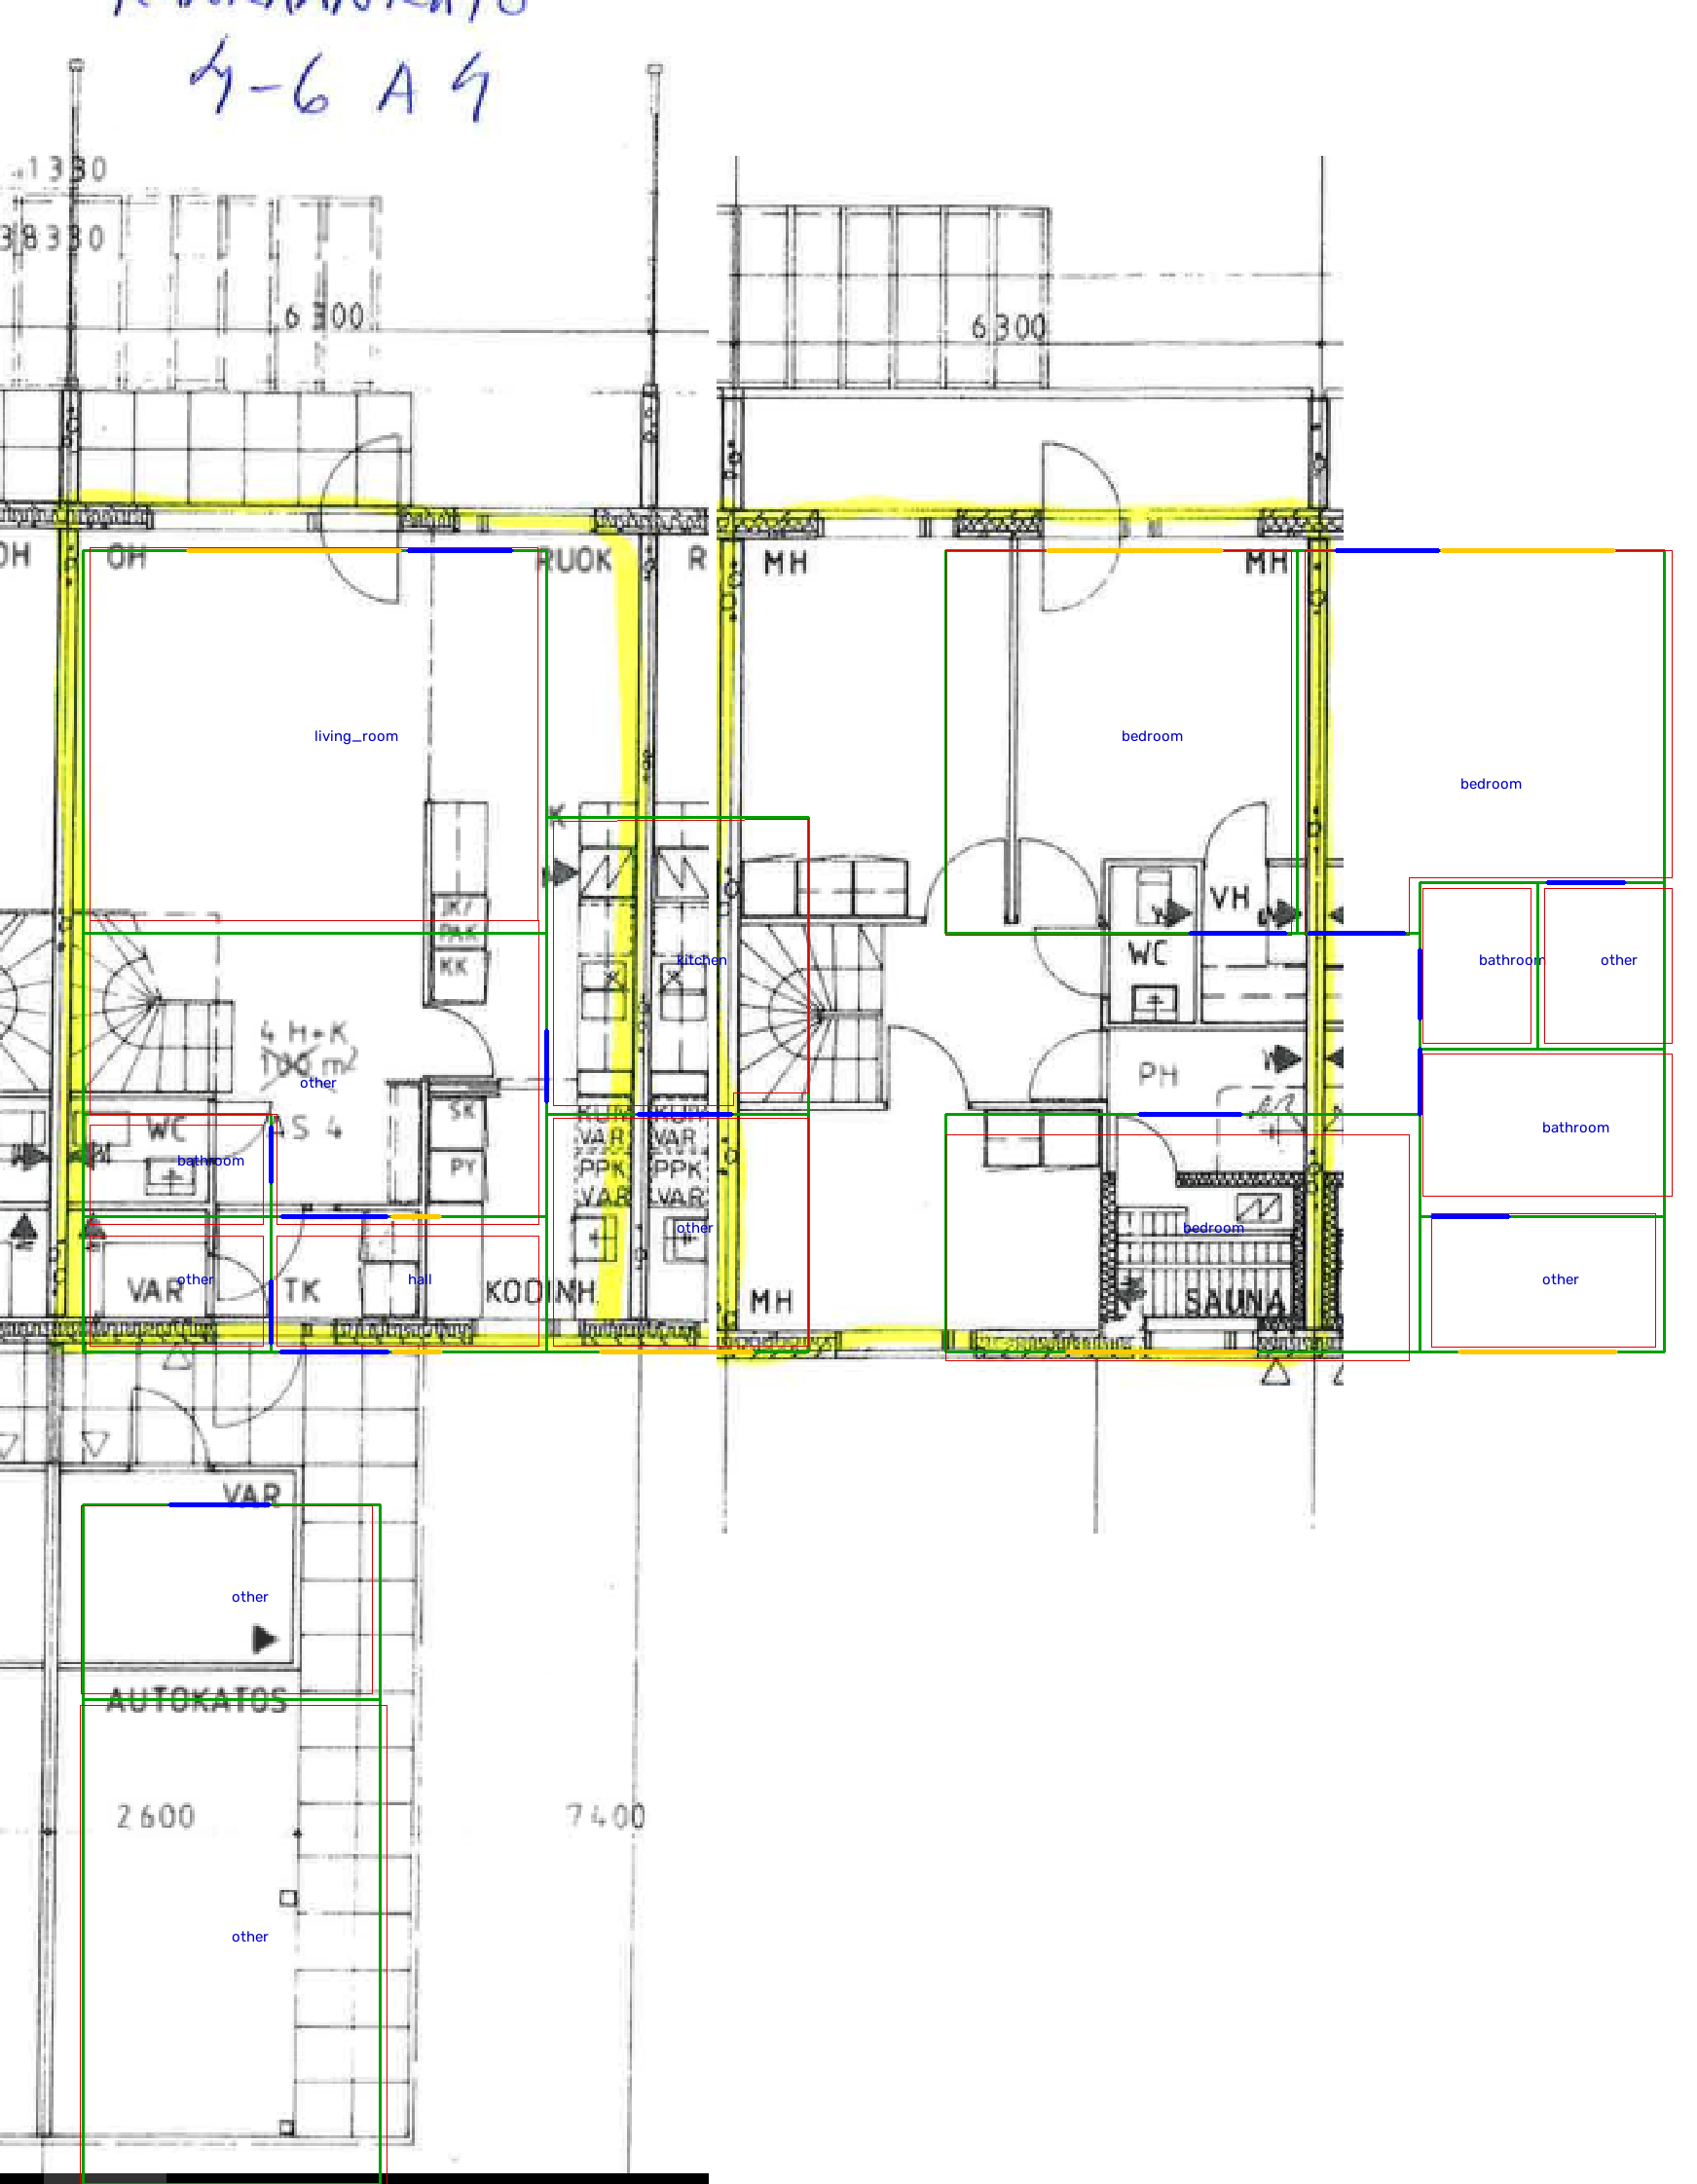 4-6 A 4
1330
38330
6300
6300
OH
OH
RUOK
R
MH
MH
living_room
bedroom
bedroom
K
JK/
PAK
KK
VH
WC
kitchen
bathroom
other
4 H+K
100 m2
other
AS 4
WC
bathroom
SK
PY
KUR
VAR
PPK
VAR
KUR
VAR
PPK
VAR
PH
bathroom
other
bedroom
other
VAR
TK
hall
KODINH.
MH
SAUNA
other
VAR
other
AUTOKATOS
2600
7400
other